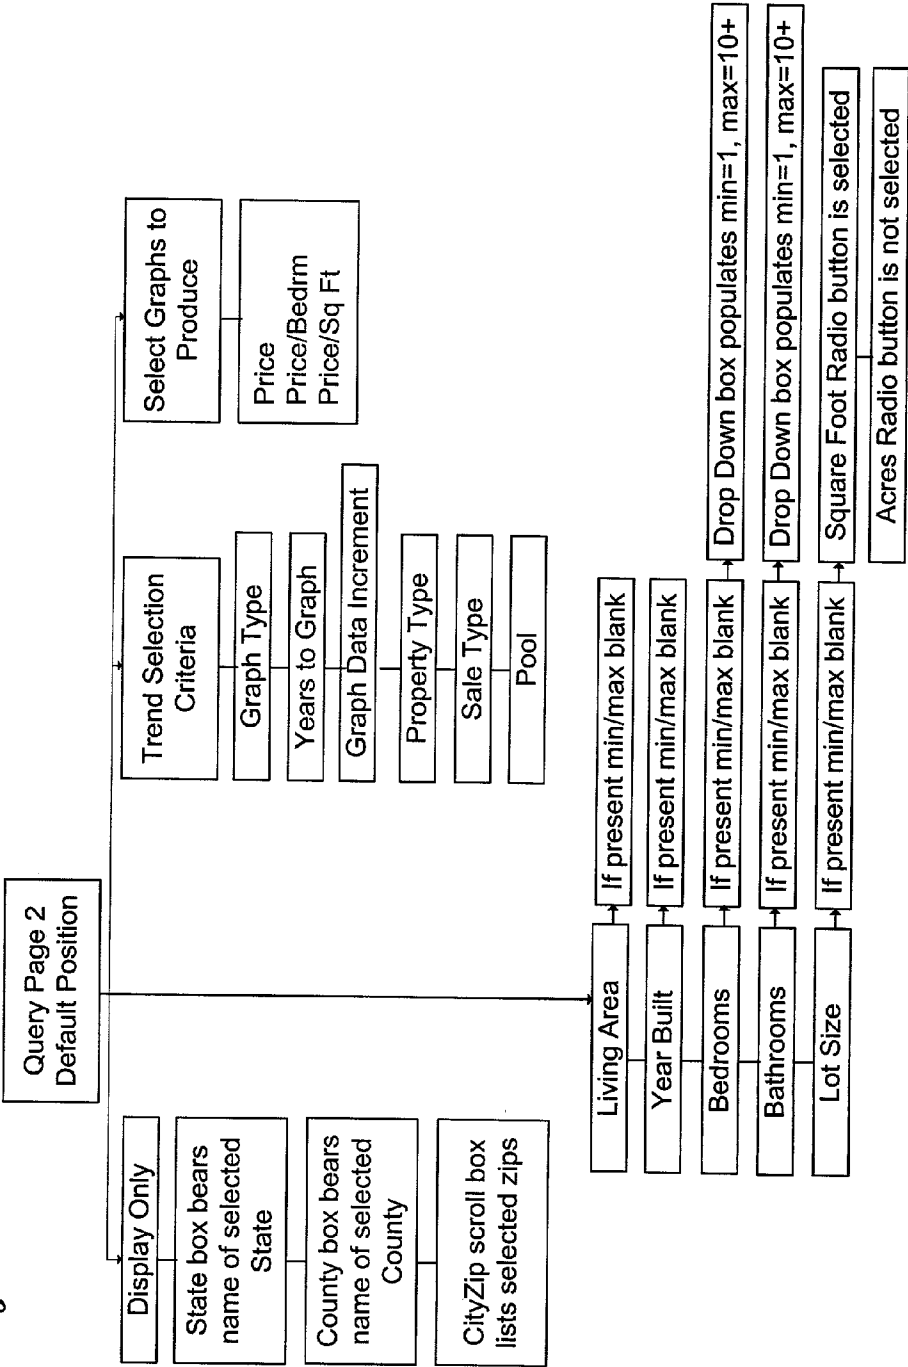 Query Page 2
Default Position
Display Only
State box bears
name of selected
State
County box bears
name of selected
County
CityZip scroll box
lists selected zips
Trend Selection
Criteria
Graph Type
Years to Graph
Graph Data Increment
Property Type
Sale Type
Pool
Select Graphs to
Produce
Price
Price/Bedrm
Price/Sq Ft
Living Area
If present min/max blank
Year Built
If present min/max blank
Bedrooms
If present min/max blank
Drop Down box populates min=1, max=10+
Bathrooms
If present min/max blank
Drop Down box populates min=1, max=10+
Lot Size
If present min/max blank
Square Foot Radio button is selected
Acres Radio button is not selected